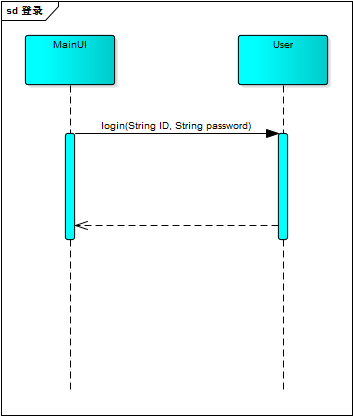 sd 登录
MainUI
User
login(String ID, String password)